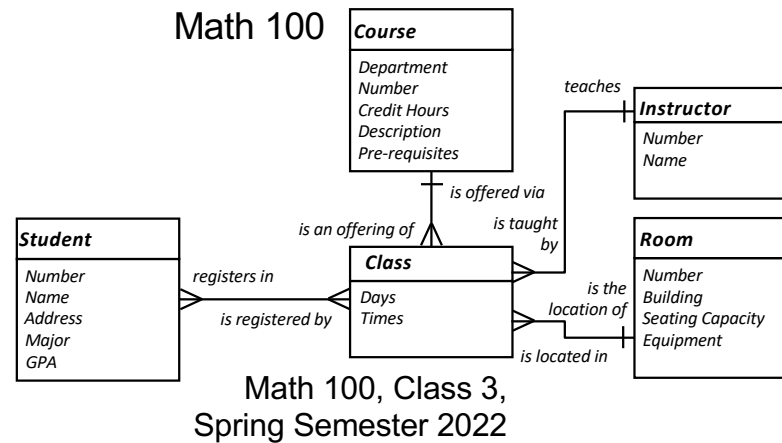 Math 100
Course
Department
Number
Credit Hours
Description
Pre-requisites
teaches
Instructor
Number
Name
is offered via
is an offering of
is taught
by
Student
Number
Name
Address
Major
GPA
registers in
is registered by
Class
Days
Times
Room
Number
Building
Seating Capacity
Equipment
is the
location of
is located in
Math 100, Class 3,
Spring Semester 2022